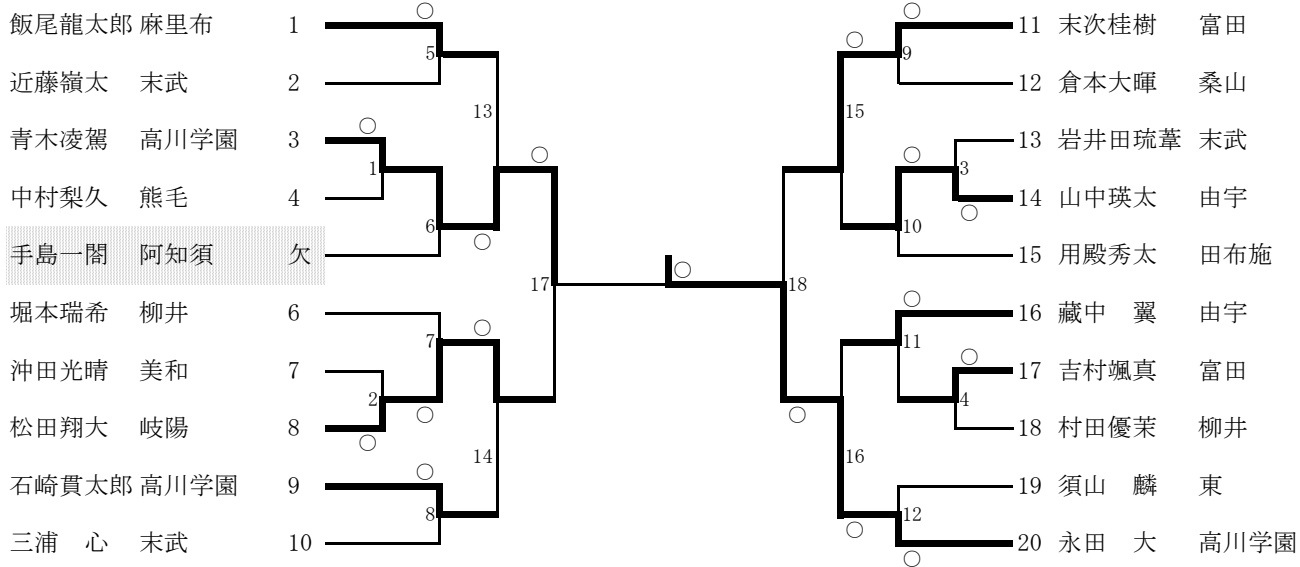 飯尾龍太郎 麻里布 1
近藤嶺太 末武 2
青木凌駕 高川学園 3
中村梨久 熊毛 4
手島一閤 阿知須 欠
堀本瑞希 柳井 6
沖田光晴 美和 7
松田翔大 岐陽 8
石崎貫太郎 高川学園 9
三浦 心 末武 10
5
13
1
6
17
7
2
14
8
9
15
3
10
18
11
4
16
12
11 末次桂樹 富田
12 倉本大暉 桑山
13 岩井田琉葦 末武
14 山中瑛太 由宇
15 用殿秀太 田布施
16 藏中 翼 由宇
17 吉村颯真 富田
18 村田優茉 柳井
19 須山 麟 東
20 永田 大 高川学園